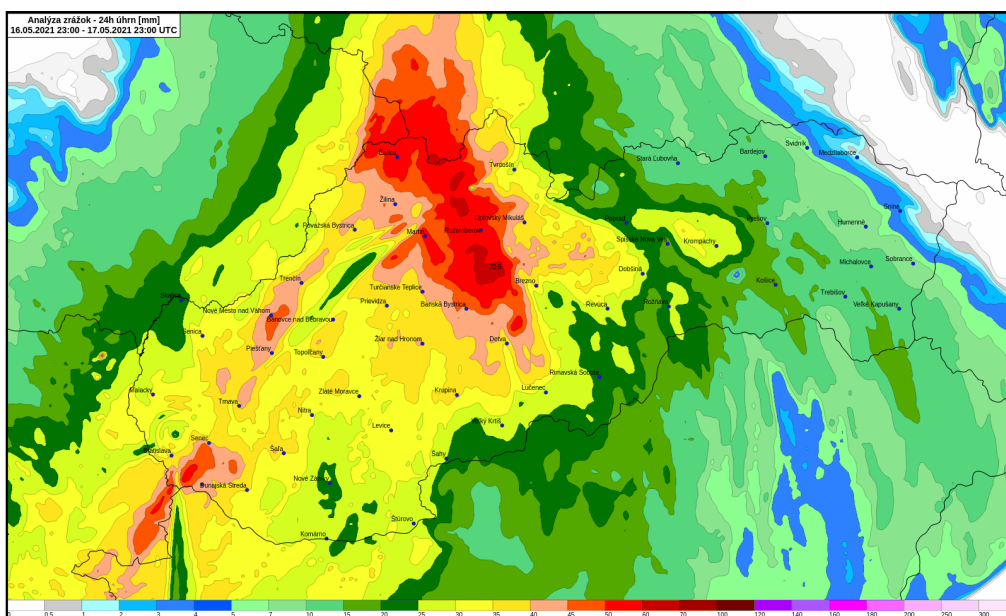 Analýza zrážok - 24h úhrn [mm]
16.05.2021 23:00 - 17.05.2021 23:00 UTC
Svidník
Bardejov
Medzilaborce
Čadca
Stará Ľubovňa
Tvrdošín
Žilina
Snina
Liptovský Mikuláš
Poprad
Prešov
Humenné
Považská Bystrica
Martin
Ružomberok
Spišská Nová Ves
Krompachy
Michalovce
Sobrance
70.8
Dobšiná
Trenčín
Brezno
Košice
Turčianske Teplice
Trebišov
Skalica
Prievidza
Banská Bystrica
Revúca
Rožňava
Veľké Kapušany
Nové Mesto nad Váhom
Bánovce nad Bebravou
Senica
Žiar nad Hronom
Detva
Piešťany
Topoľčany
Rimavská Sobota
Malacky
Zlaté Moravce
Krupina
Lučenec
Trnava
Nitra
Veľký Krtíš
Levice
Senec
Bratislava
Šaľa
Šahy
Nové Zámky
Dunajská Streda
Štúrovo
Komárno
0 0.5 1 2 3 4 5 7 10 15 20 25 30 35 40 45 50 60 70 100 120 140 160 180 200 250 300